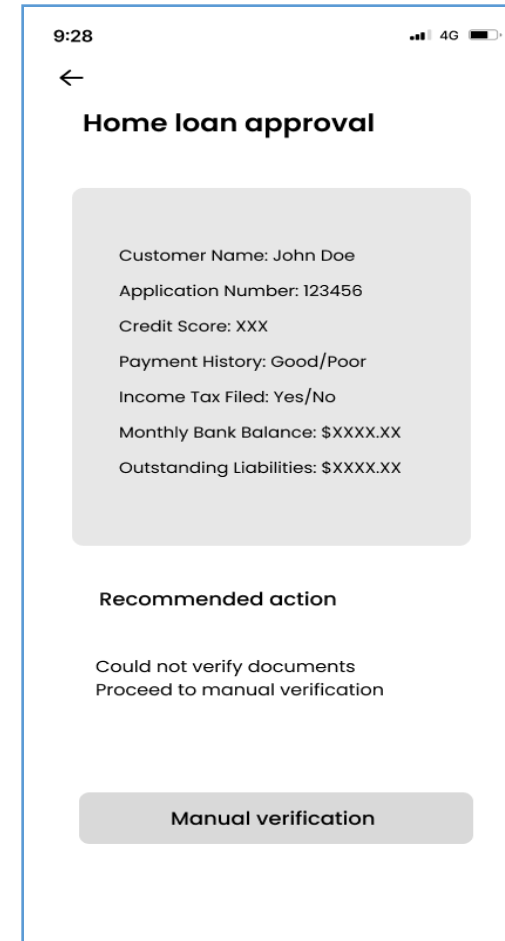 9:28
4G
Home loan approval
Customer Name: John Doe
Application Number: 123456
Credit Score: XXX
Payment History: Good/Poor
Income Tax Filed: Yes/No
Monthly Bank Balance: $XXXX.XX
Outstanding Liabilities: $XXXX.XX
Recommended action
Could not verify documents
Proceed to manual verification
Manual verification